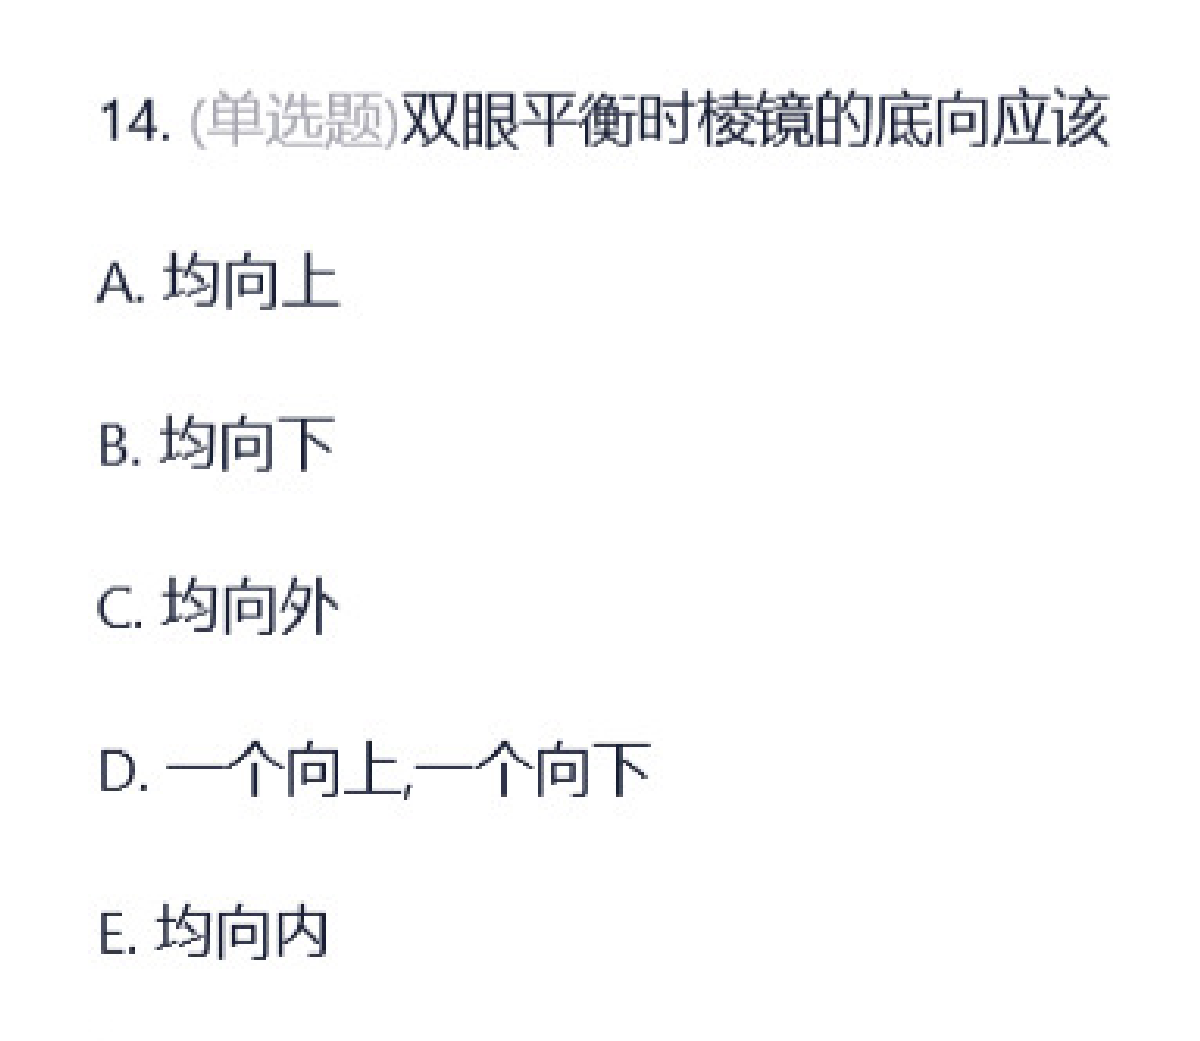 14. (单选题)双眼平衡时棱镜的底向应该
A. 均向上
B. 均向下
C. 均向外
D. 一个向上,一个向下
E. 均向内